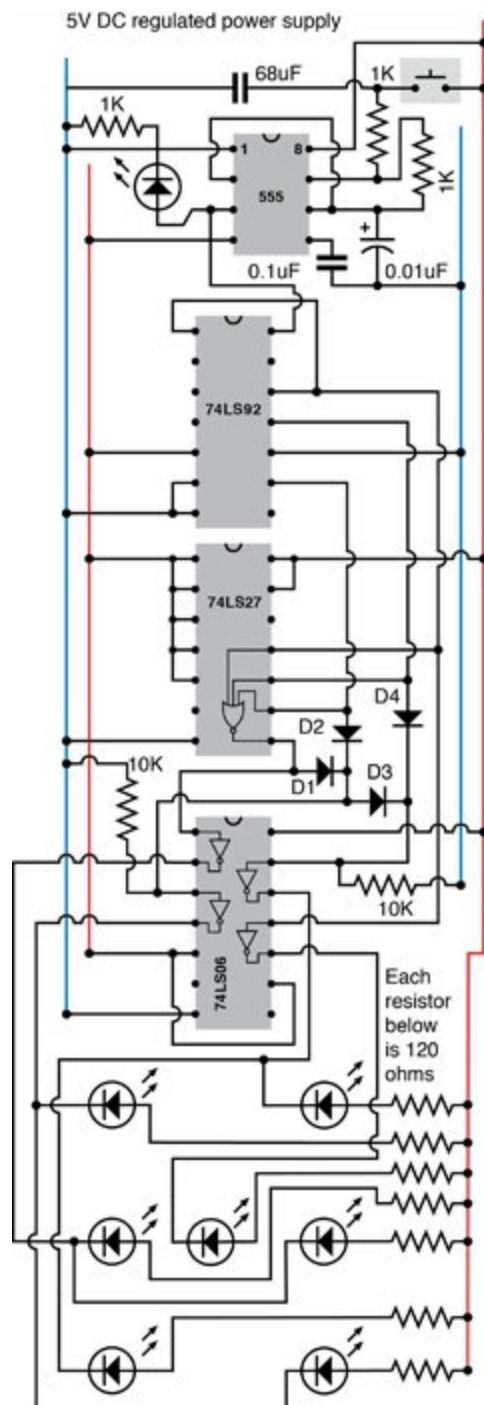 5V DC regulated power supply
68uF
1K
1K
1
8
555
1K
+
0.1uF
0.01uF
74LS92
74LS27
D4
D2
10K
D1
D3
10K
74LS06
Each
resistor
below
is 120
ohms